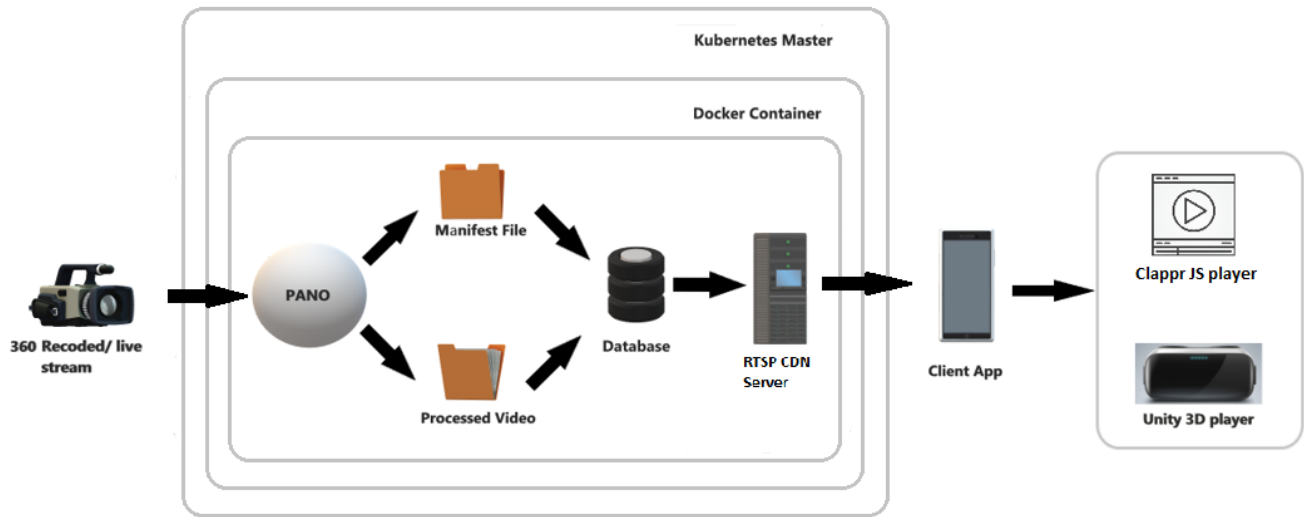 Kubernetes Master
Docker Container
Manifest File
PANO
Processed Video
Database
RTSP CDN
Server
360 Recoded/ live
stream
Client App
Clappr JS player
Unity 3D player